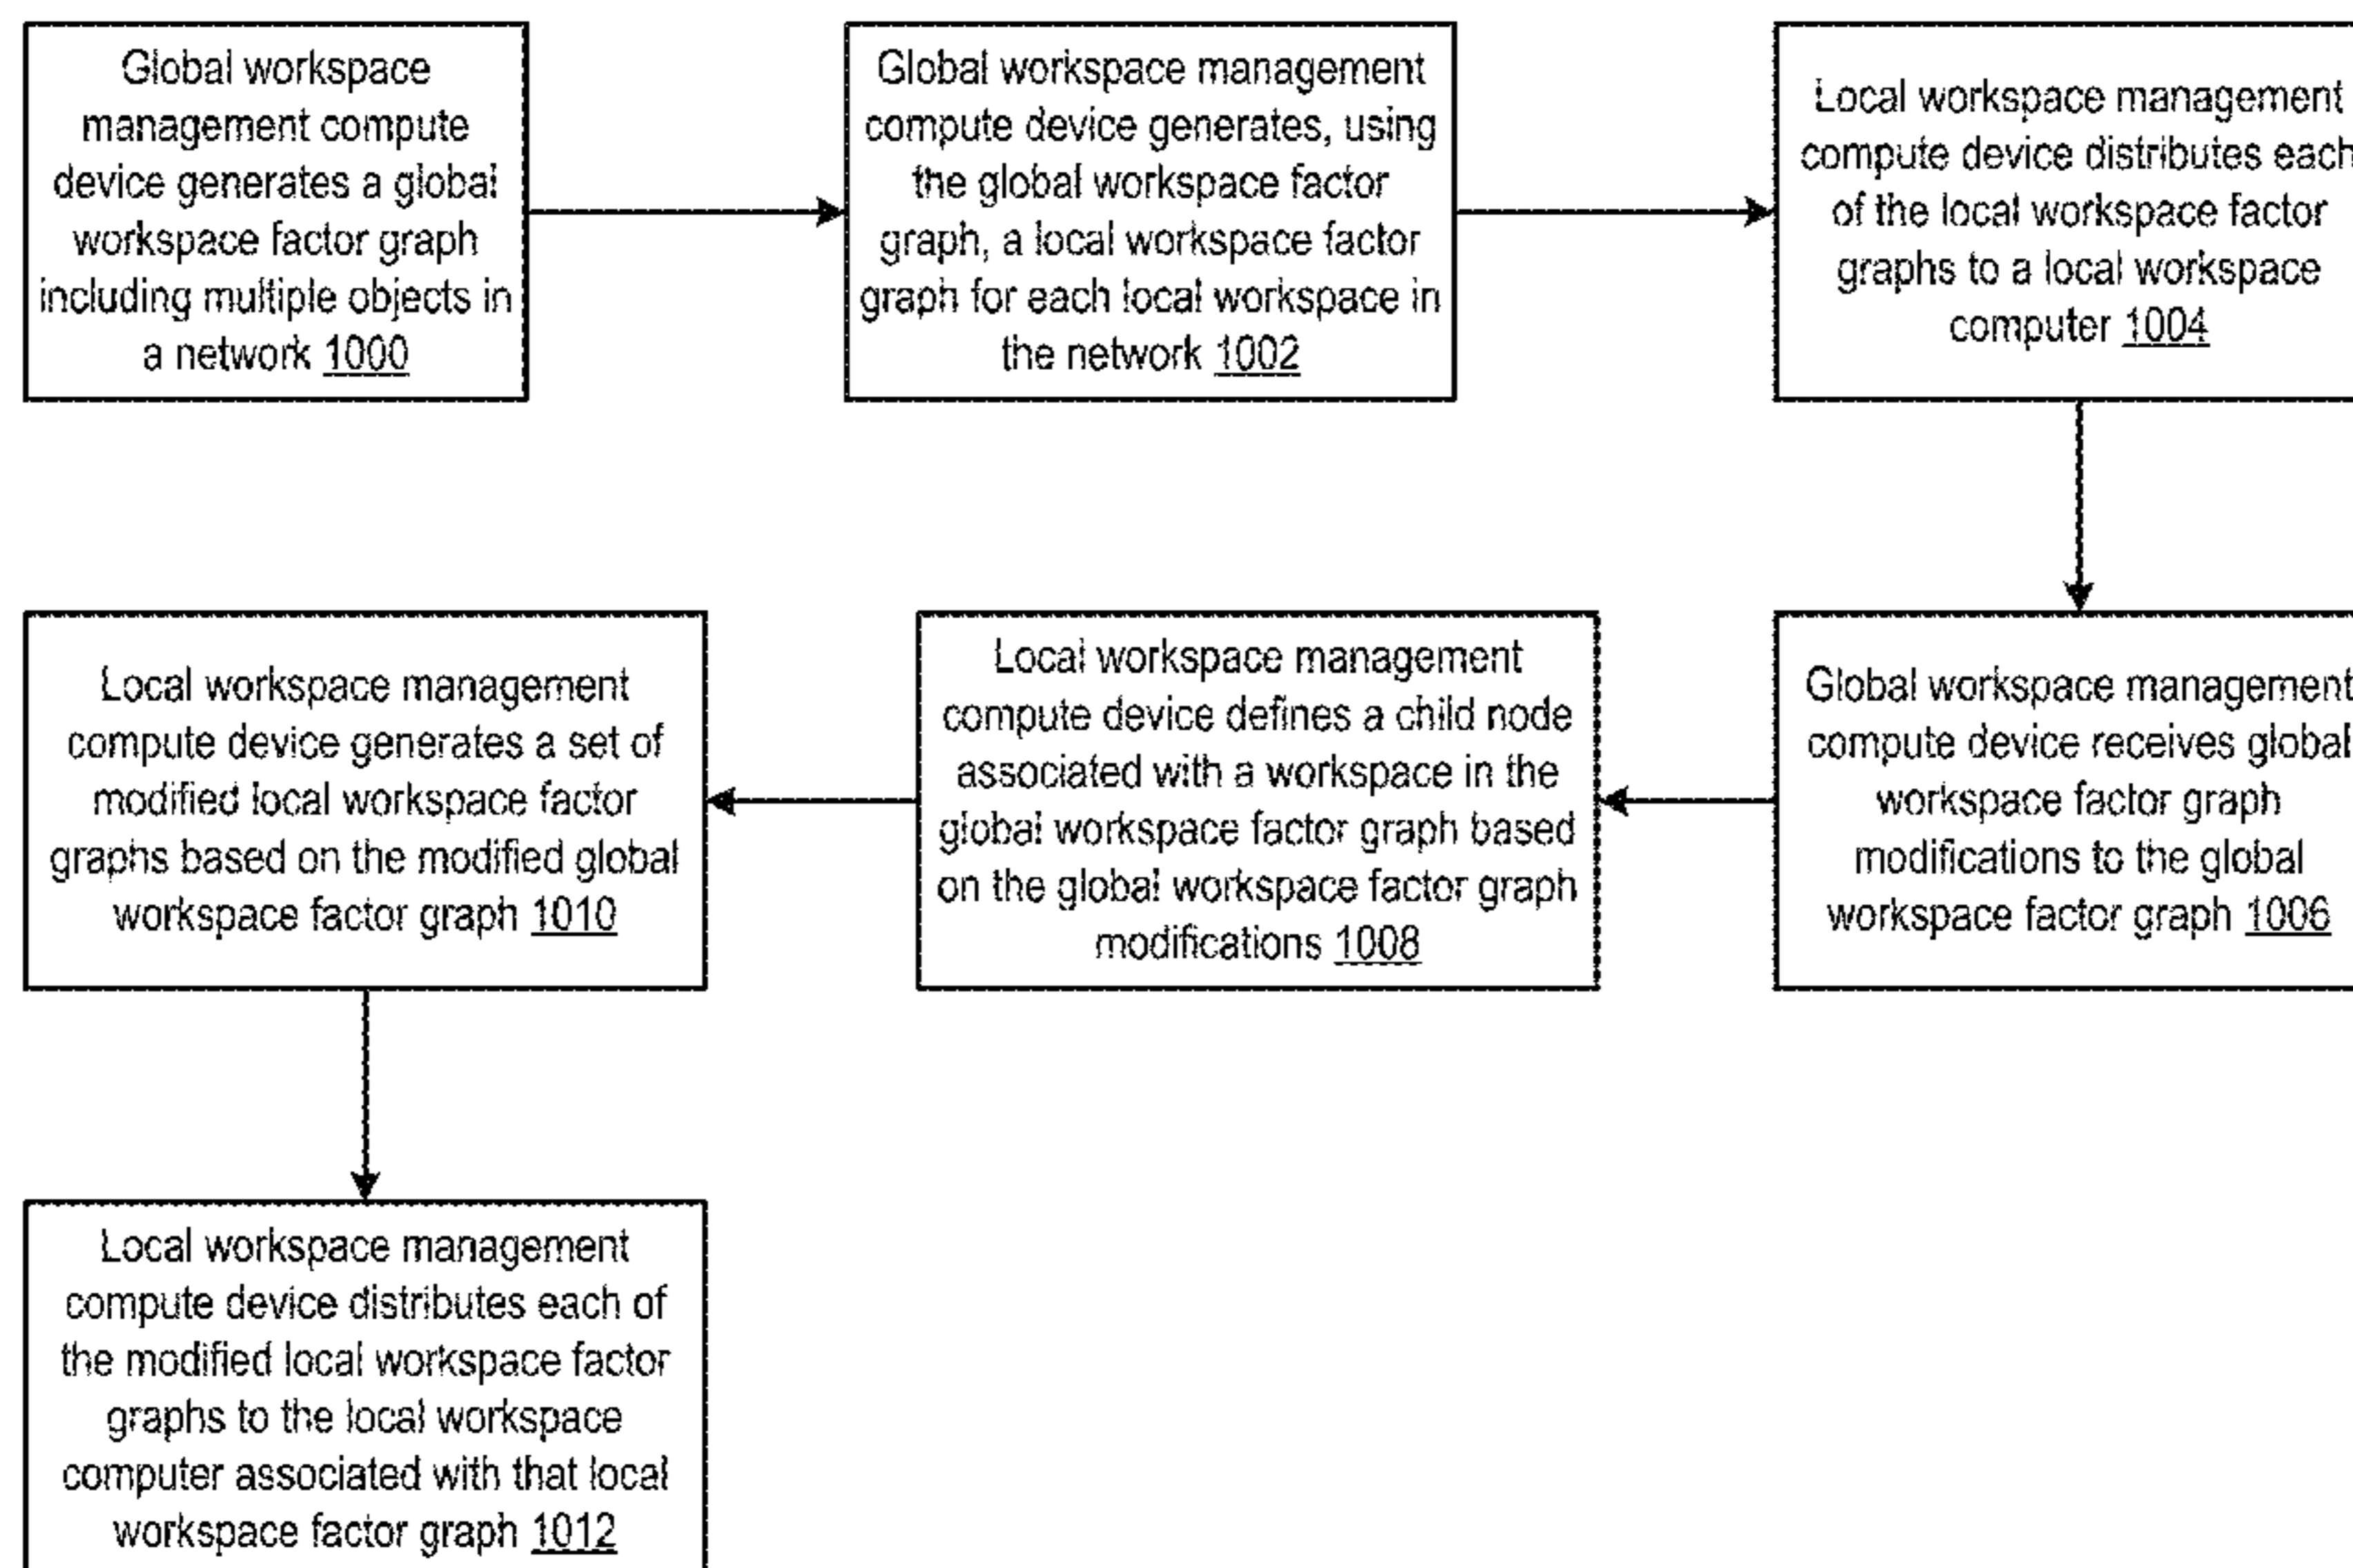 Global workspace
management compute
device generates a global
workspace factor graph
including multiple objects in
a network 1000
Global workspace management
compute device generates, using
the global workspace factor
graph, a local workspace factor
graph for each local workspace in
the network 1002
Local workspace management
compute device distributes each
of the local workspace factor
graphs to a local workspace
computer 1004
Global workspace management
compute device receives global
workspace factor graph
modifications to the global
workspace factor graph 1006
Local workspace management
compute device defines a child node
associated with a workspace in the
global workspace factor graph based
on the global workspace factor graph
modifications 1008
Local workspace management
compute device generates a set of
modified local workspace factor
graphs based on the modified global
workspace factor graph 1010
Local workspace management
compute device distributes each of
the modified local workspace factor
graphs to the local workspace
computer associated with that local
workspace factor graph 1012